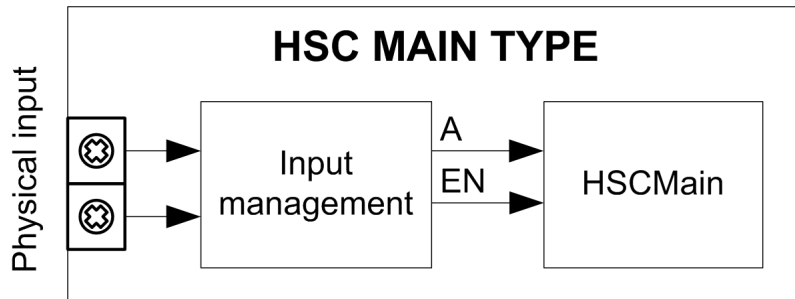 HSC MAIN TYPE
Physical input
A
EN
Input
management
HSCMain